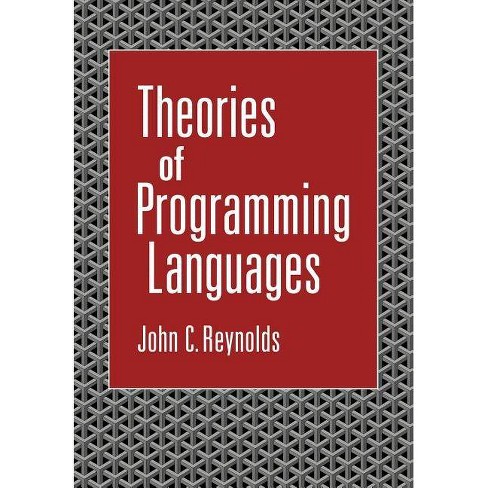 Theories
of
Programming
Languages
John C. Reynolds